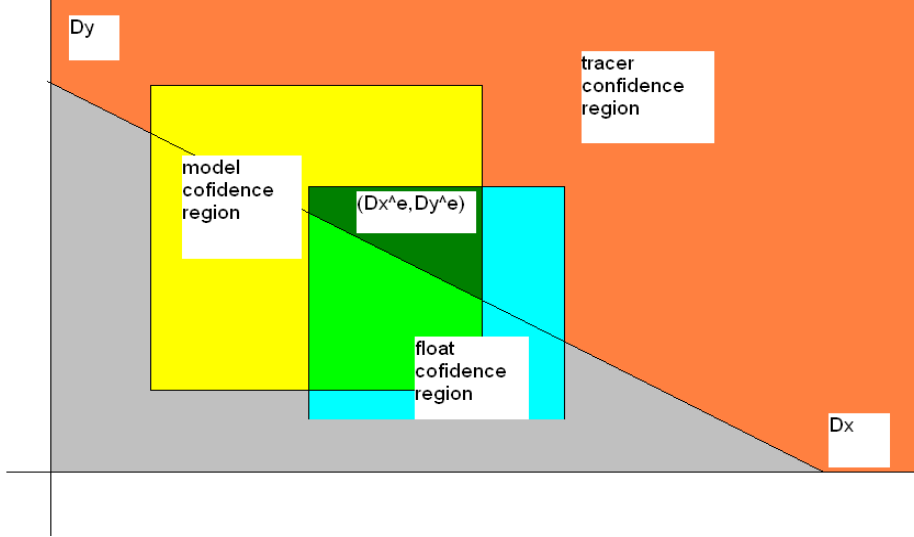 Dy
tracer
confidence
region
model
cofidence
region
(Dx^e,Dy^e)
float
cofidence
region
Dx